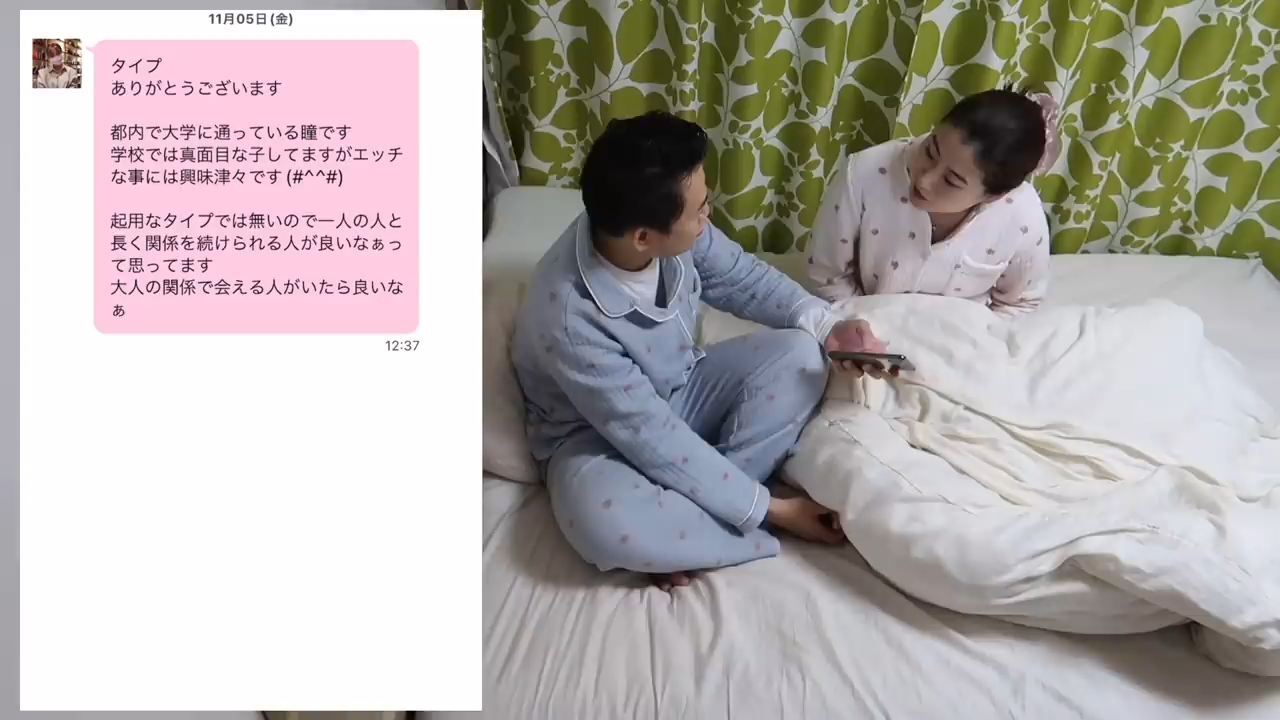 11月05日(金)
タイプ
ありがとうございます
都内で大学に通っている瞳です
学校では真面目な子してますがエッチ
な事には興味津々です(#^^#)
起用なタイプでは無いので一人の人と
長く関係を続けられる人が良いなぁっ
て思ってます
大人の関係で会える人がいたら良いな
ぁ
12:37